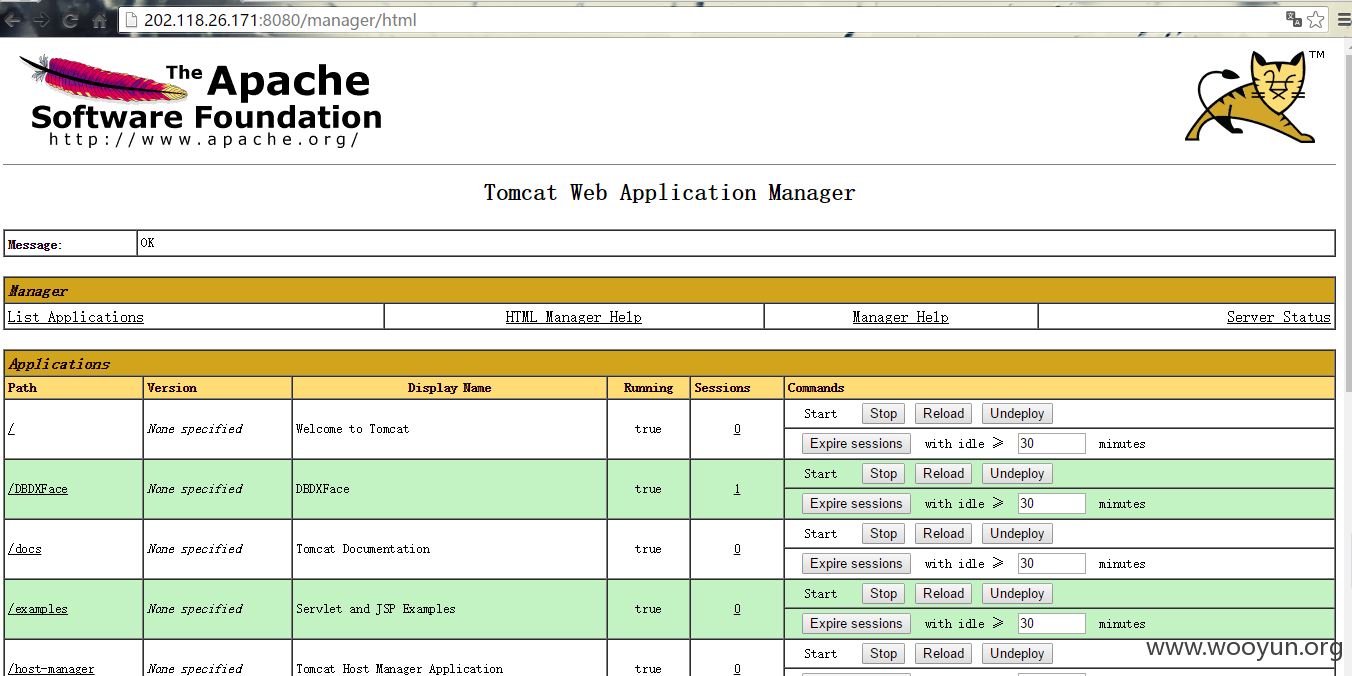 202.118.26.171:8080/manager/html
The Apache
Software Foundation
http://www.apache.org/
TM
Tomcat Web Application Manager
Message: OK
Manager
List Applications HTML Manager Help Manager Help Server Status
Applications
Path Version Display Name Running Sessions Commands
/ None specified Welcome to Tomcat true 0 Start Stop Reload Undeploy
Expire sessions with idle ≥ 30 minutes
/DBDXFace None specified DBDXFace true 1 Start Stop Reload Undeploy
Expire sessions with idle ≥ 30 minutes
/docs None specified Tomcat Documentation true 0 Start Stop Reload Undeploy
Expire sessions with idle ≥ 30 minutes
/examples None specified Servlet and JSP Examples true 0 Start Stop Reload Undeploy
Expire sessions with idle ≥ 30 minutes
/host-manager None specified Tomcat Host Manager Application true 0 Start Stop Reload Undeploy
www.wooyun.org